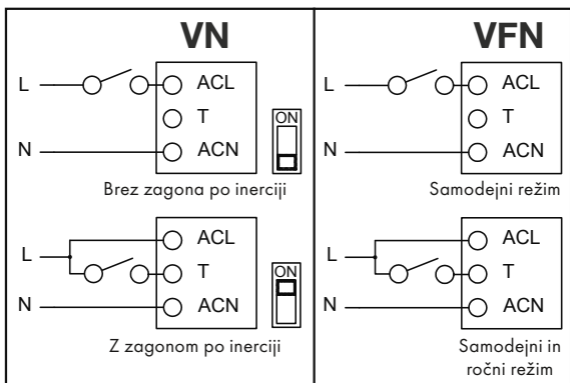 VN
L
ACL
T
N
ACN
ON
Brez zagona po inerciji
L
ACL
T
N
ACN
ON
Z zagonom po inerciji
VFN
L
ACL
T
N
ACN
Samodejni režim
L
ACL
T
N
ACN
Samodejni in
ročni režim